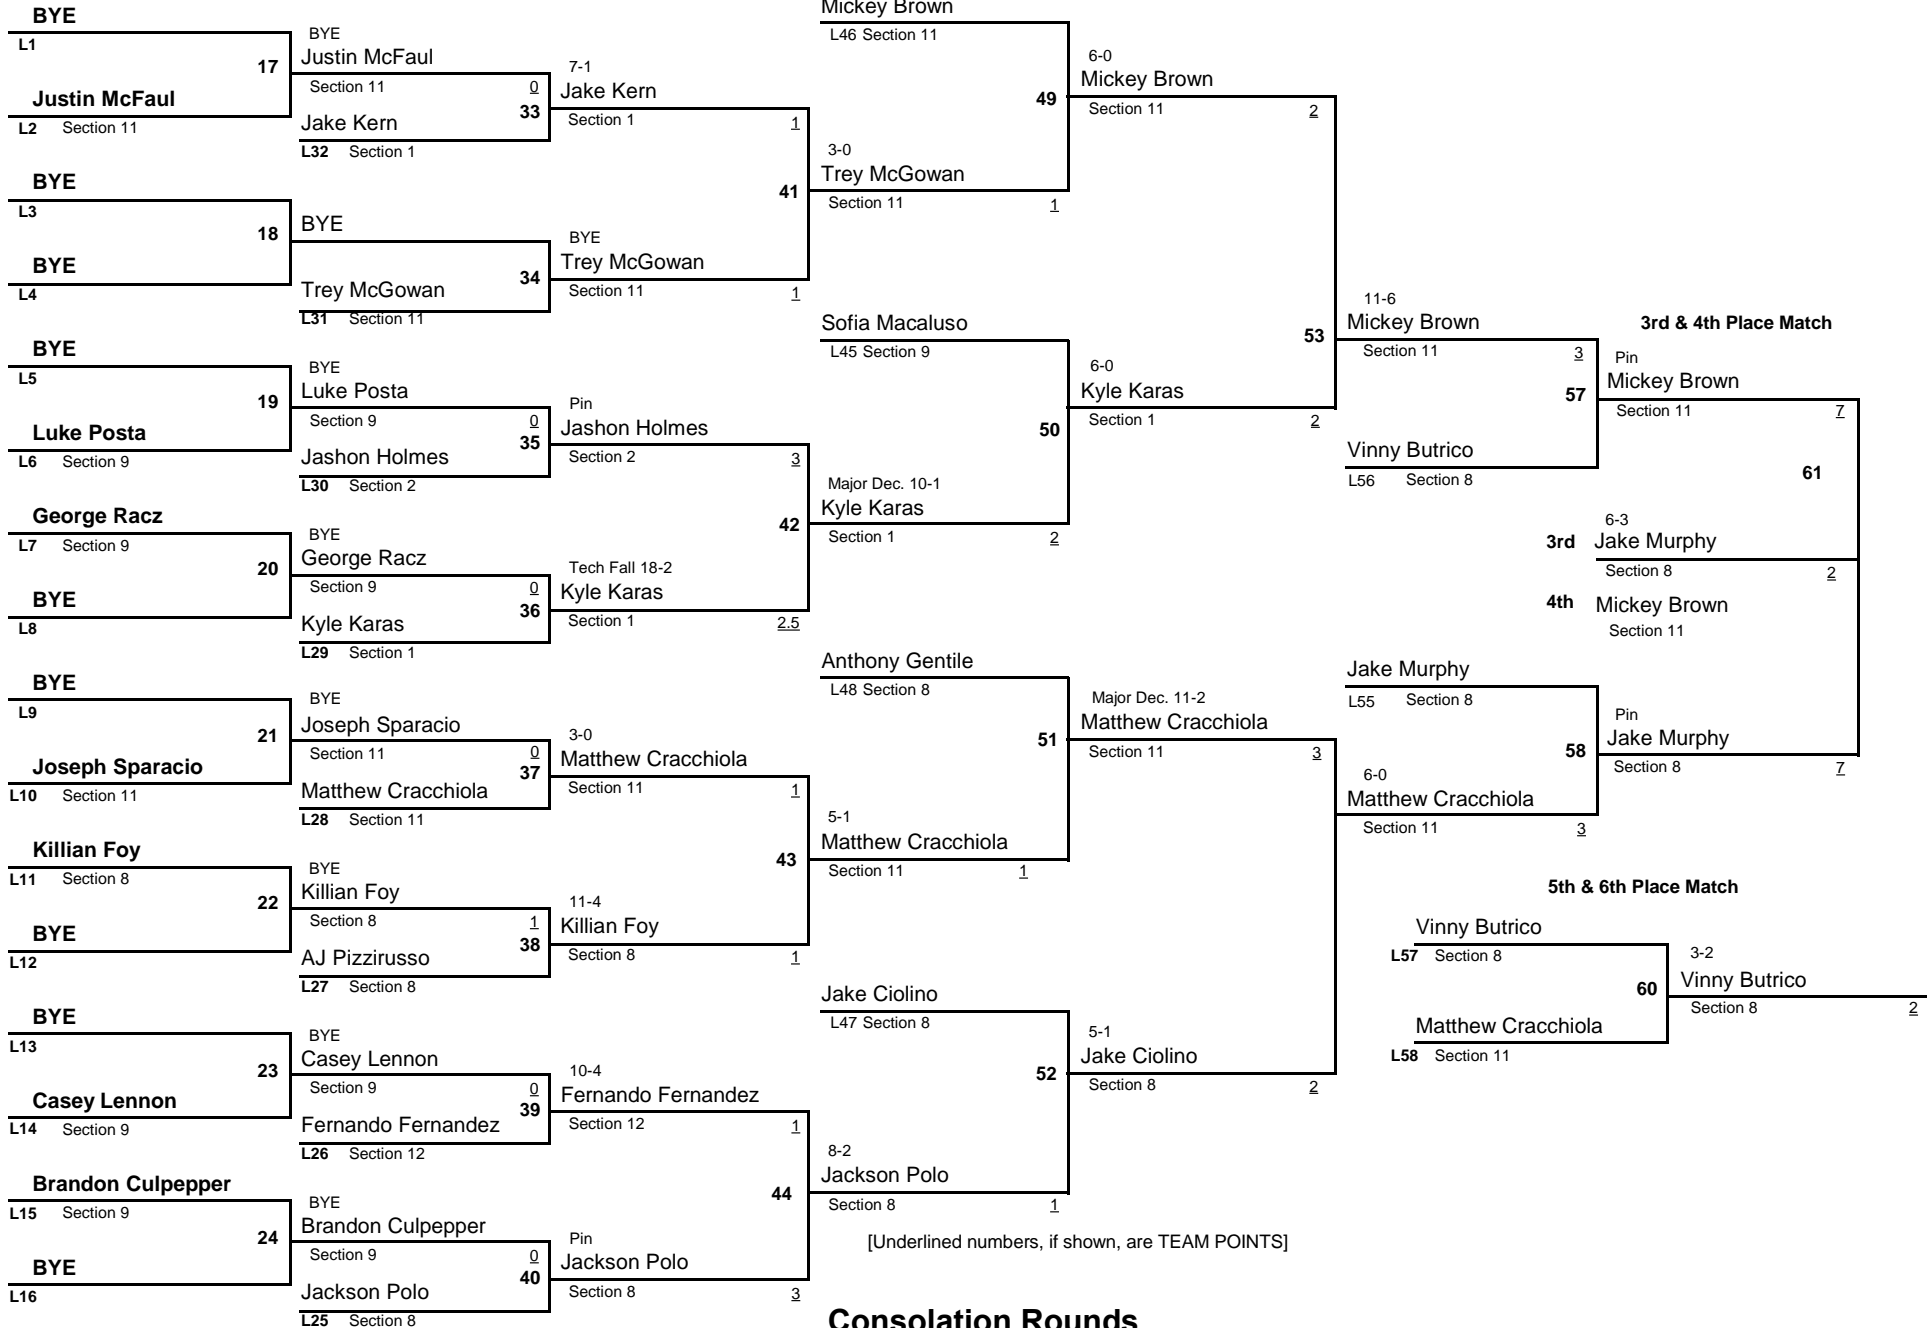 BYE
L1
17
Justin McFaul
L2 Section 11
BYE
L3
18
BYE
L4
BYE
L5
19
Luke Posta
L6 Section 9
George Racz
L7 Section 9
20
BYE
L8
BYE
L9
21
Joseph Sparacio
L10 Section 11
Killian Foy
L11 Section 8
22
BYE
L12
BYE
L13
23
Casey Lennon
L14 Section 9
Brandon Culpepper
L15 Section 9
24
BYE
L16
BYE
Justin McFaul
Section 11 0
33
Jake Kern
L32 Section 1
BYE
34
Trey McGowan
L31 Section 11
BYE
Luke Posta
Section 9 0
35
Jashon Holmes
L30 Section 2
BYE
George Racz
Section 9 0
36
Kyle Karas
L29 Section 1
BYE
Joseph Sparacio
Section 11 0
37
Matthew Cracchiola
L28 Section 11
BYE
Killian Foy
Section 8 1
38
AJ Pizzirusso
L27 Section 8
BYE
Casey Lennon
Section 9 0
39
Fernando Fernandez
L26 Section 12
BYE
Brandon Culpepper
Section 9 0
40
Jackson Polo
L25 Section 8
7-1
Jake Kern
Section 1 1
41
BYE
Trey McGowan
Section 11 1
Pin
Jashon Holmes
Section 2 3
42
Tech Fall 18-2
Kyle Karas
Section 1 2.5
3-0
Matthew Cracchiola
Section 11 1
43
11-4
Killian Foy
Section 8 1
10-4
Fernando Fernandez
Section 12 1
44
Pin
Jackson Polo
Section 8 3
Mickey Brown
L46 Section 11
49
3-0
Trey McGowan
Section 11 1
Sofia Macaluso
L45 Section 9
50
Major Dec. 10-1
Kyle Karas
Section 1 2
Anthony Gentile
L48 Section 8
51
5-1
Matthew Cracchiola
Section 11 1
Jake Ciolino
L47 Section 8
52
8-2
Jackson Polo
Section 8 1
6-0
Mickey Brown
Section 11 2
53
6-0
Kyle Karas
Section 1 2
Major Dec. 11-2
Matthew Cracchiola
Section 11 3
5-1
Jake Ciolino
Section 8 2
11-6
Mickey Brown
Section 11 3
57
Vinny Butrico
L56 Section 8
Jake Murphy
L55 Section 8
58
6-0
Matthew Cracchiola
Section 11 3
3rd & 4th Place Match
Pin
Mickey Brown
Section 11 7
61
6-3
3rd Jake Murphy
Section 8 2
4th Mickey Brown
Section 11
Pin
Jake Murphy
Section 8 7
5th & 6th Place Match
Vinny Butrico
L57 Section 8
60
Matthew Cracchiola
L58 Section 11
3-2
Vinny Butrico
Section 8 2
[Underlined numbers, if shown, are TEAM POINTS]
Consolation Rounds